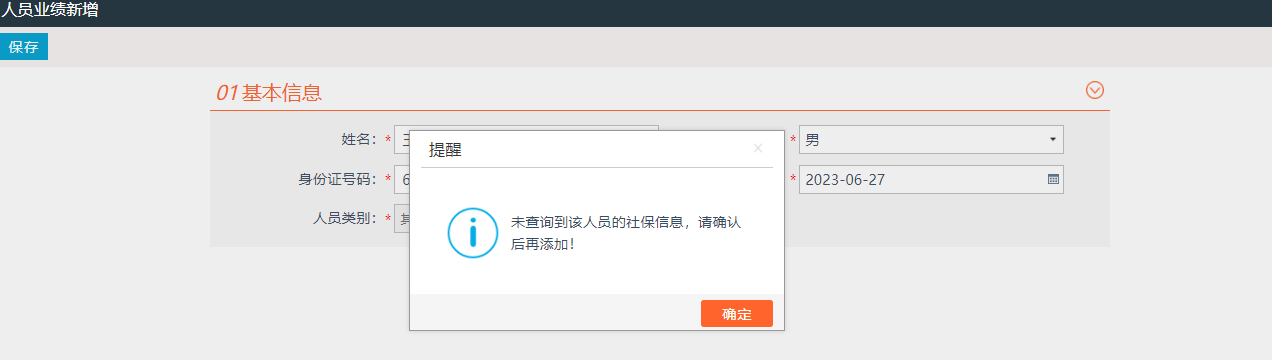 人员业绩新增
保存
01基本信息
姓名：* * 男
提醒 ×
身份证号码：* 6 * 2023-06-27
人员类别：*
未查询到该人员的社保信息，请确认
后再添加！
确定